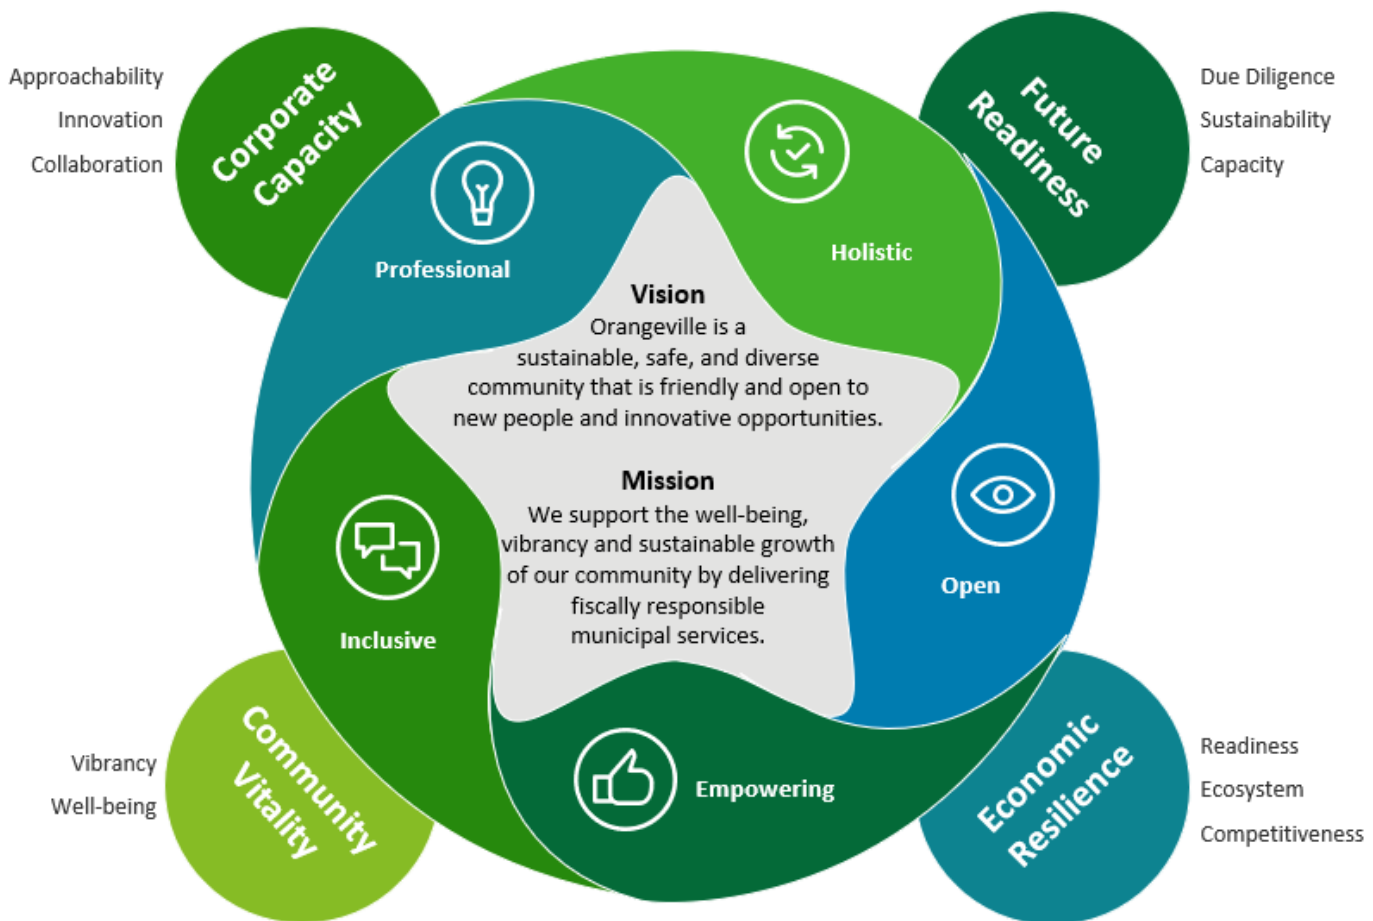 Approachability
Innovation
Collaboration
Corporate
Capacity
Future
Readiness
Due Diligence
Sustainability
Capacity
Professional
Holistic
Vision
Orangeville is a
sustainable, safe, and diverse
community that is friendly and open to
new people and innovative opportunities.
Mission
We support the well-being,
vibrancy and sustainable growth
of our community by delivering
fiscally responsible
municipal services.
Open
Inclusive
Empowering
Vibrancy
Well-being
Community
Vitality
Economic
Resilience
Readiness
Ecosystem
Competitiveness